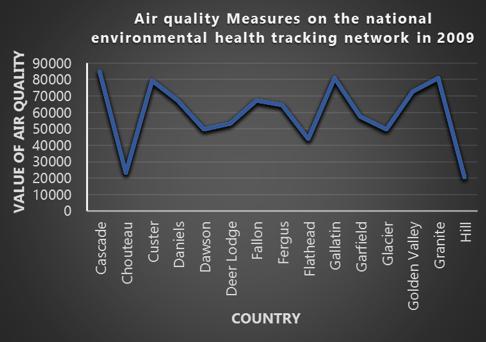 Air quality Measures on the national
environmental health tracking network in 2009
VALUE OF AIR QUALITY
90000
80000
70000
60000
50000
40000
30000
20000
10000
0
Cascade
Chouteau
Custer
Daniels
Dawson
Deer Lodge
Fallon
Fergus
Flathead
Gallatin
Garfield
Glacier
Golden Valley
Granite
Hill
COUNTRY